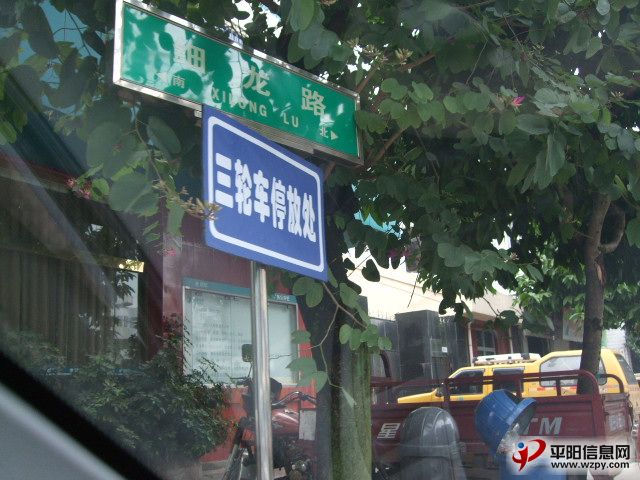 龙路
南 XILONG LU 北
三轮车停放处
星
平阳信息网
www.wzpy.com